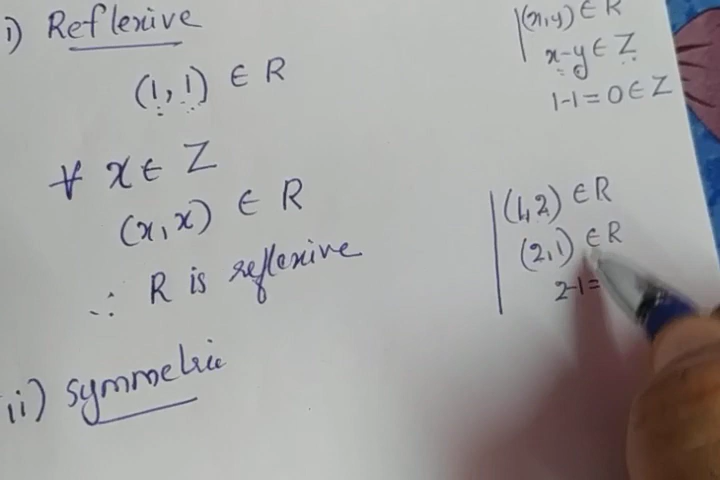 i) Reflexive
(1, 1) ∈ R
∀ x ∈ Z
(x, x) ∈ R
∴ R is reflexive
ii) Symmetric
(x, y) ∈ R
x - y ∈ Z
1 - 1 = 0 ∈ Z
(1, 2) ∈ R
(2, 1) ∈ R
2 - 1 =